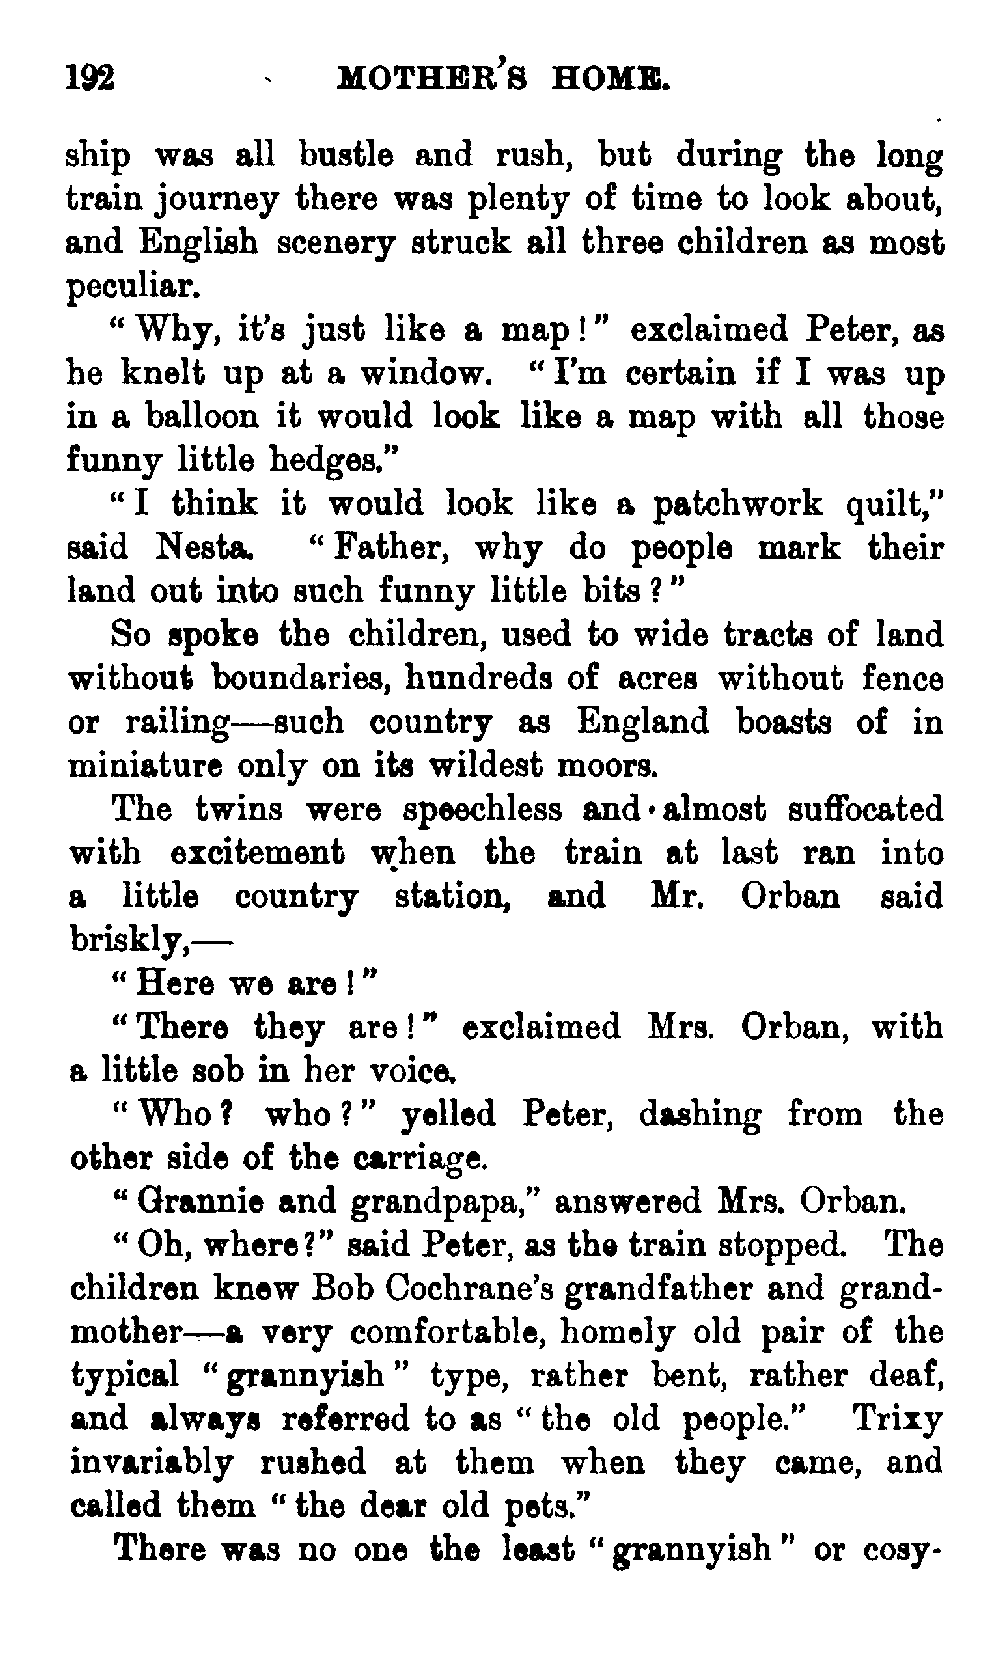 192 MOTHER'S HOME.
ship was all bustle and rush, but during the long
train journey there was plenty of time to look about,
and English scenery struck all three children as most
peculiar.
"Why, it's just like a map!" exclaimed Peter, as
he knelt up at a window. "I'm certain if I was up
in a balloon it would look like a map with all those
funny little hedges."
"I think it would look like a patchwork quilt,"
said Nesta. "Father, why do people mark their
land out into such funny little bits?"
So spoke the children, used to wide tracts of land
without boundaries, hundreds of acres without fence
or railing—such country as England boasts of in
miniature only on its wildest moors.
The twins were speechless and almost suffocated
with excitement when the train at last ran into
a little country station, and Mr. Orban said
briskly,—
"Here we are!"
"There they are!" exclaimed Mrs. Orban, with
a little sob in her voice.
"Who? who?" yelled Peter, dashing from the
other side of the carriage.
"Grannie and grandpapa," answered Mrs. Orban.
"Oh, where?" said Peter, as the train stopped. The
children knew Bob Cochrane's grandfather and grand-
mother—a very comfortable, homely old pair of the
typical "grannyish" type, rather bent, rather deaf,
and always referred to as "the old people." Trixy
invariably rushed at them when they came, and
called them "the dear old pets."
There was no one the least "grannyish" or cosy-